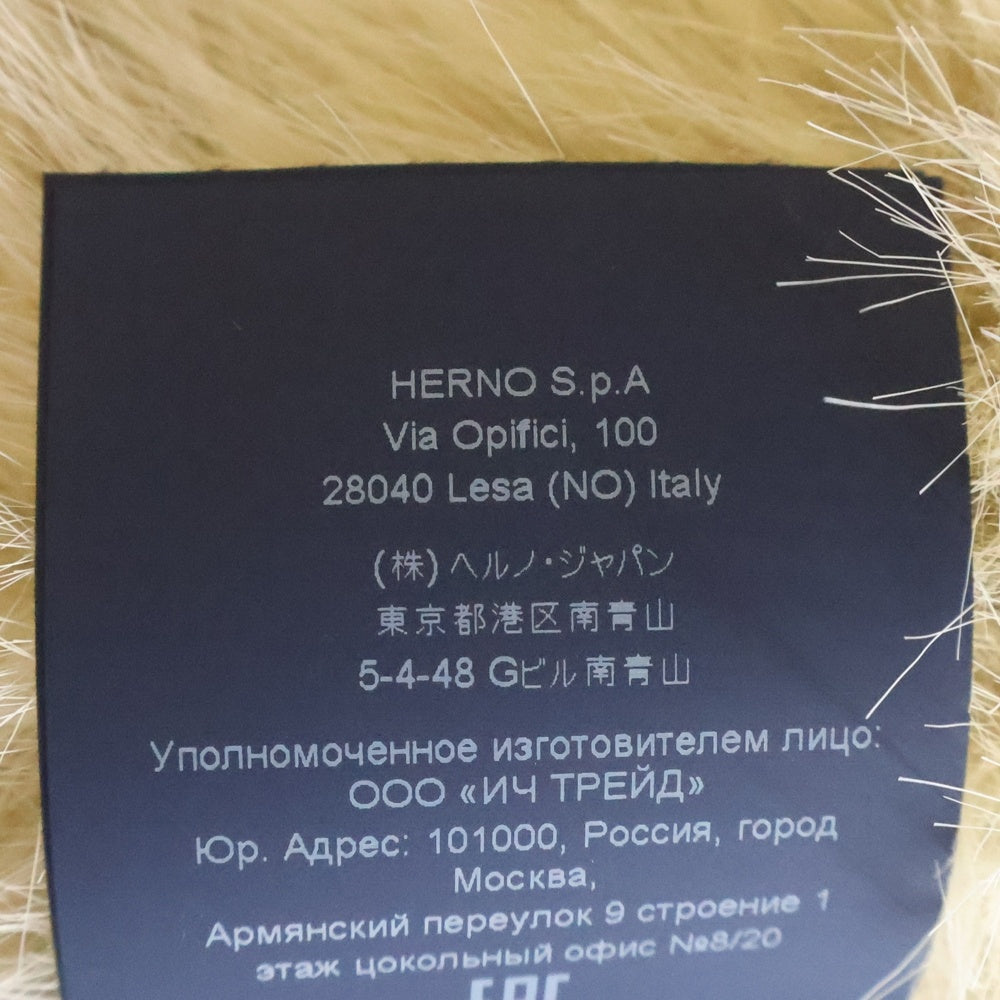 HERNO S.p.A
Via Opifici, 100
28040 Lesa (NO) Italy
(株)ヘルノ・ジャパン
東京都港区南青山
5-4-48 Gビル南青山
Уполномоченное изготовителем лицо:
ООО «ИЧ ТРЕЙД»
Юр. Адрес: 101000, Россия, город
Москва,
Армянский переулок 9 строение 1
этаж цокольный офис №8/20